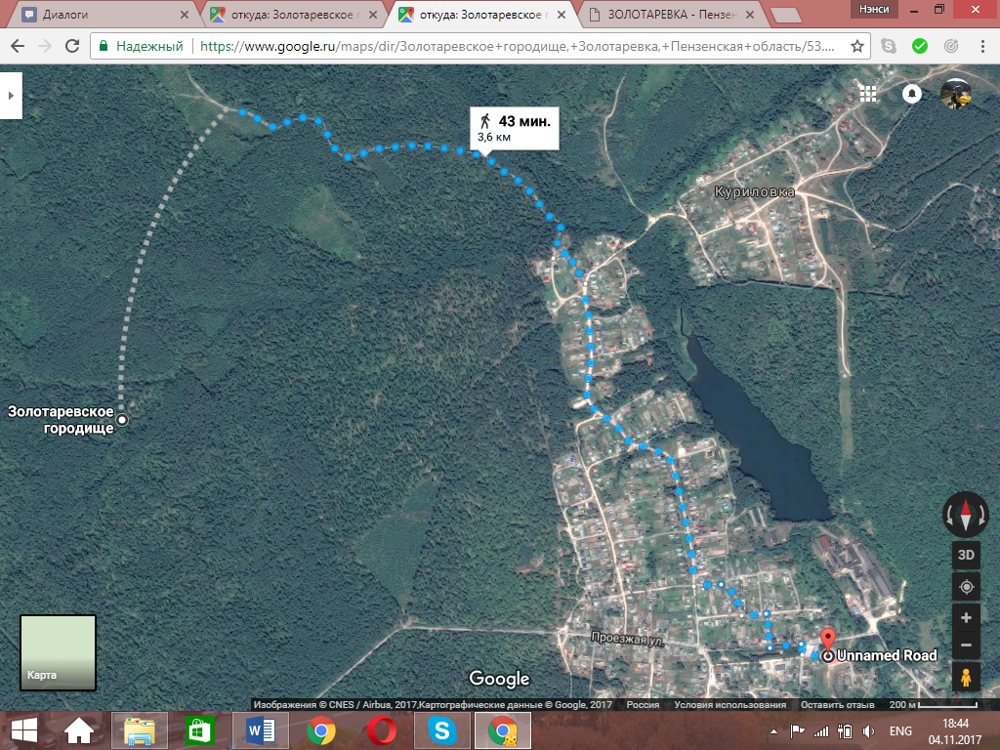 Диалоги
откуда: Золотаревское г
откуда: Золотаревское г
ЗОЛОТАРЕВКА - Пензен
Нэнси
Надежный
https://www.google.ru/maps/dir/Золотаревское+городище,+Золотаревка,+Пензенская+область/53....
43 мин.
3,6 км
Куриловка
Золотаревское
городище
3D
Проезжая ул.
Unnamed Road
Карта
Google
Изображения © CNES / Airbus, 2017,Картографические данные © Google, 2017 Россия Условия использования Оставить отзыв 200 м
ENG
18:44
04.11.2017